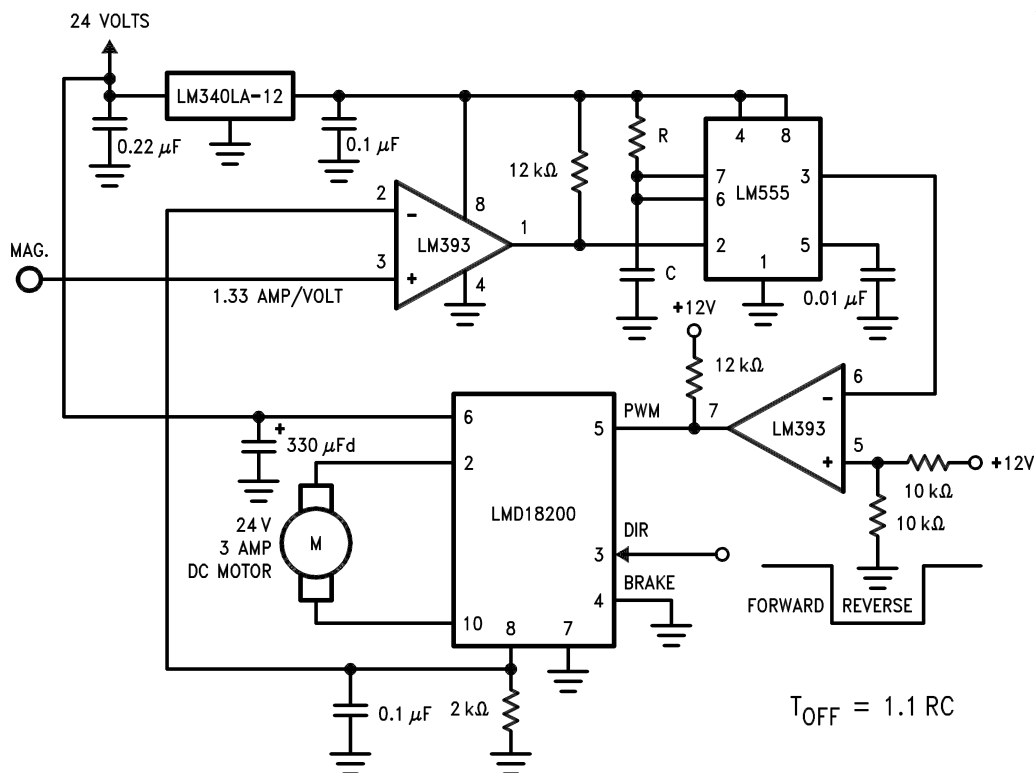 24 VOLTS
LM340LA-12
0.22 µF
0.1 µF
12 kΩ
R
4
8
7
6
LM555
3
2
5
1
C
0.01 µF
2
8
LM393
1
3
4
MAG.
1.33 AMP/VOLT
+12V
12 kΩ
6
LM393
5
7
+12V
10 kΩ
10 kΩ
PWM
6
5
+
330 µFd
2
LMD18200
24 V
3 AMP
DC MOTOR
M
DIR
3
BRAKE
4
10
8
7
FORWARD
REVERSE
0.1 µF
2 kΩ
TOFF = 1.1 RC